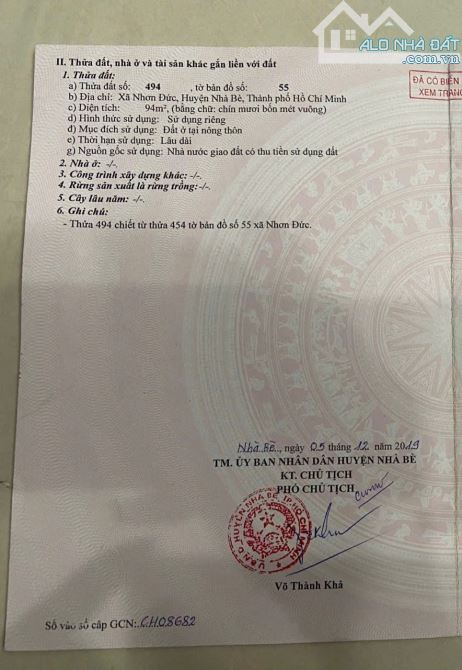 ALO NHÀ ĐẤT
.com.vn
II. Thửa đất, nhà ở và tài sản khác gắn liền với đất
1. Thửa đất:
a) Thửa đất số: 494 , tờ bản đồ số: 55
b) Địa chỉ: Xã Nhơn Đức, Huyện Nhà Bè, Thành phố Hồ Chí Minh
c) Diện tích: 94m², (bằng chữ: chín mươi bốn mét vuông)
d) Hình thức sử dụng: Sử dụng riêng
đ) Mục đích sử dụng: Đất ở tại nông thôn
e) Thời hạn sử dụng: Lâu dài
g) Nguồn gốc sử dụng: Nhà nước giao đất có thu tiền sử dụng đất
2. Nhà ở: -/-.
3. Công trình xây dựng khác: -/-.
4. Rừng sản xuất là rừng trồng: -/-.
5. Cây lâu năm: -/-.
6. Ghi chú:
- Thửa 494 chiết từ thửa 454 tờ bản đồ số 55 xã Nhơn Đức.
ĐÃ CÓ BIẾN
XEM TRANG
Nhà Bè, ngày 05 tháng 12 năm 2019
TM. ỦY BAN NHÂN DÂN HUYỆN NHÀ BÈ
KT. CHỦ TỊCH
PHÓ CHỦ TỊCH
U.B.N.D HUYỆN NHÀ BÈ T.P HỒ CHÍ MINH
Võ Thành Khả
Số vào sổ cấp GCN: CH08682